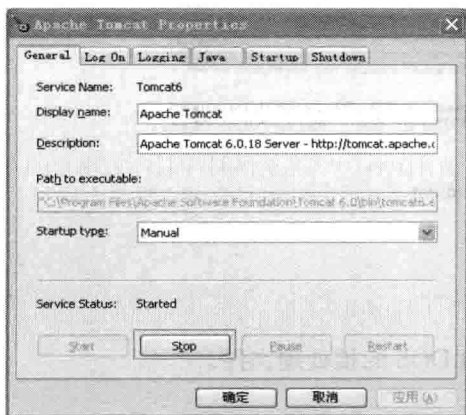 Apache Tomcat Properties
General Log On Logging Java Startup Shutdown
Service Name: Tomcat6
Display name: Apache Tomcat
Description: Apache Tomcat 6.0.18 Server - http://tomcat.apache.
Path to executable:
"C:\Program Files\Apache Software Foundation\Tomcat 6.0\bin\tomcat6.e
Startup type: Manual
Service Status: Started
Start Stop Pause Restart
确定 取消 应用(A)